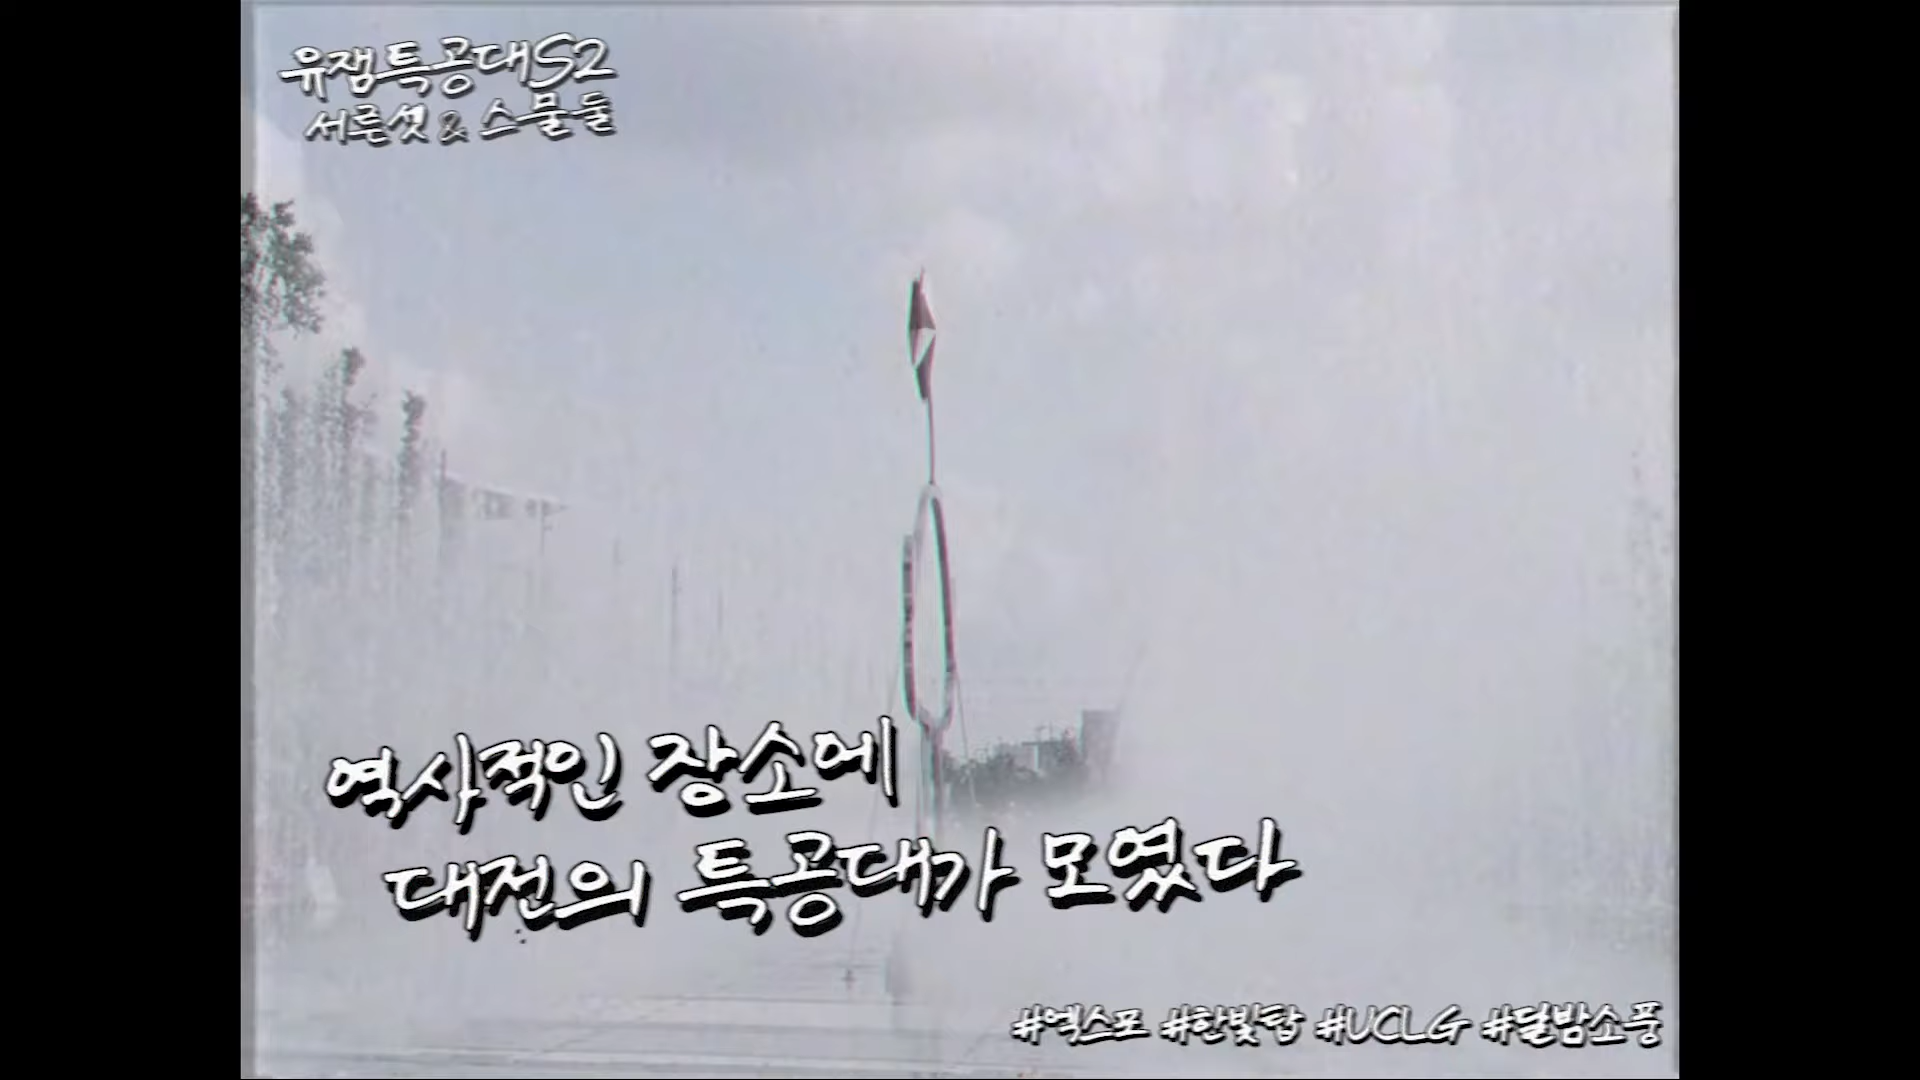 유잼특공대S2
서른셋 & 스물둘
역사적인 장소에
대전의 특공대가 모였다
#엑스포 #한빛탑 #UCLG #달밤소풍